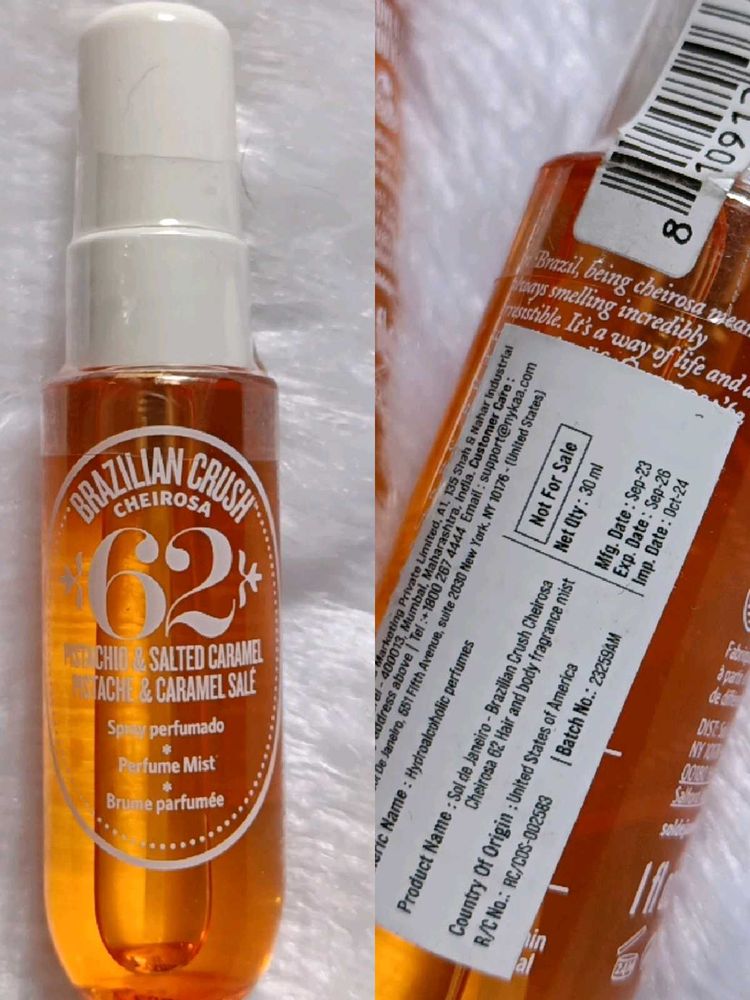 BRAZILIAN CRUSH
CHEIROSA
62
PISTACHIO & SALTED CARAMEL
PISTACHE & CARAMEL SALÉ
Spray perfumado
*
Perfume Mist
*
Brume parfumée
8
Brazil, being cheirosa
smelling incredibly
It's a way of life and
Marketing Private Limited, A1 135 Shah & Nahar Industrial
400013, Mumbai, Maharashtra, India. Customer Care :
address above | Tel : +1800 267 4444 Email : support@nykaa.com
De Janeiro, 551 Fifth Avenue, suite 2030 New York, NY 10176 - (United States)
Name : Hydroalcoholic perfumes
Not For Sale
Net Qty : 30 ml
Mfg. Date : Sep-23
Exp. Date : Sep-26
Imp. Date : Oct-24
Product Name : Sol de Janeiro - Brazilian Crush Cheirosa
Cheirosa 62 Hair and body fragrance mist
Country Of Origin : United States of America
R/C No.: RC/COS-002583 | Batch No.: 23259AM
à parti
DIST: